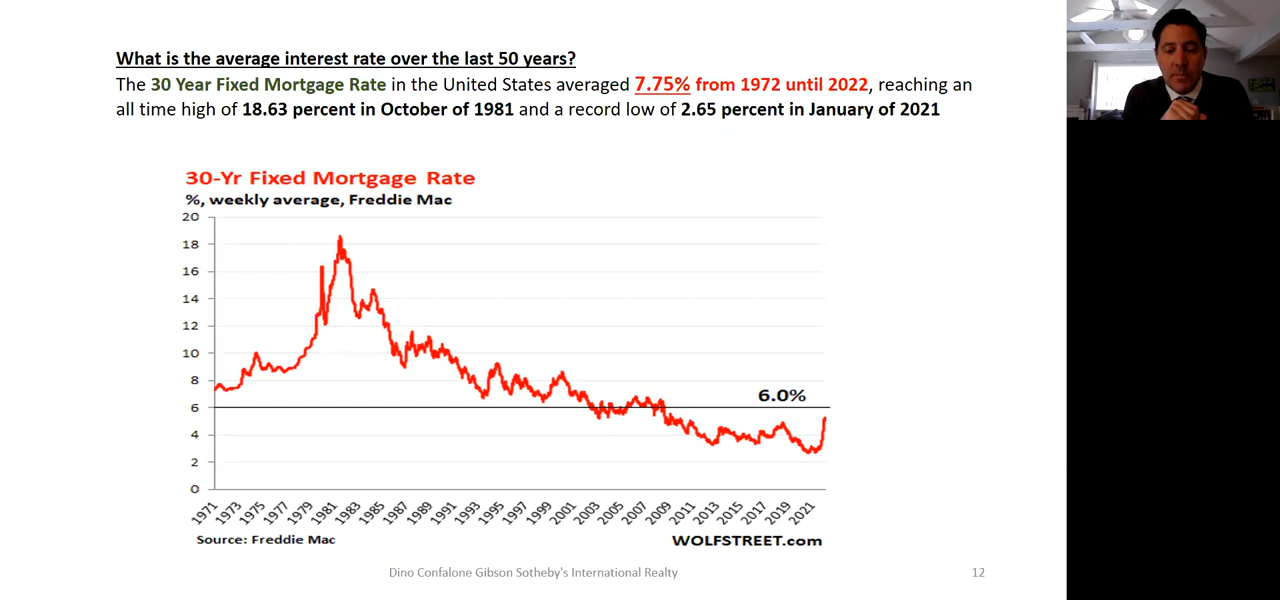 What is the average interest rate over the last 50 years?
The 30 Year Fixed Mortgage Rate in the United States averaged 7.75% from 1972 until 2022, reaching an
all time high of 18.63 percent in October of 1981 and a record low of 2.65 percent in January of 2021
30-Yr Fixed Mortgage Rate
%, weekly average, Freddie Mac
20
18
16
14
12
10
8
6
4
2
0
6.0%
1971 1973 1975 1977 1979 1981 1983 1985 1987 1989 1991 1993 1995 1997 1999 2001 2003 2005 2007 2009 2011 2013 2015 2017 2019 2021
Source: Freddie Mac
WOLFSTREET.com
Dino Confalone Gibson Sotheby's International Realty
12